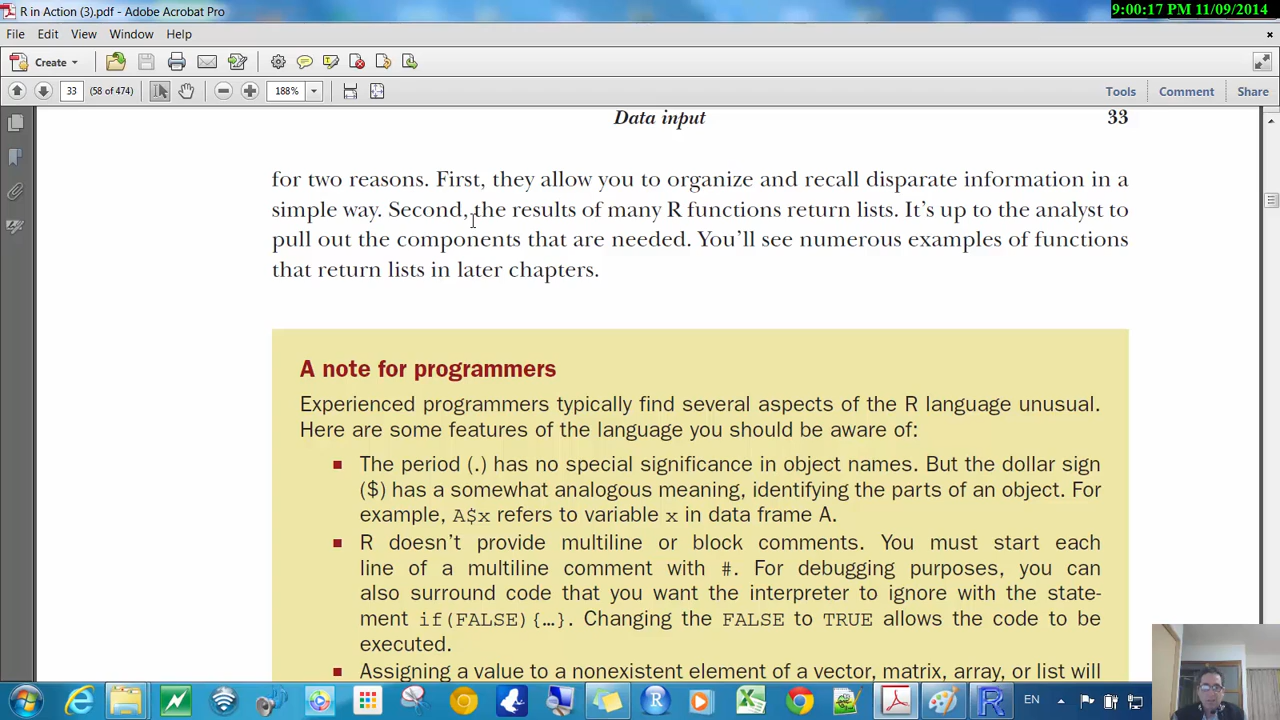 R in Action (3).pdf - Adobe Acrobat Pro
9:00:17 PM 11/09/2014
File Edit View Window Help
Create
33 (58 of 474) 188% Tools Comment Share
Data input 33
for two reasons. First, they allow you to organize and recall disparate information in a
simple way. Second, the results of many R functions return lists. It’s up to the analyst to
pull out the components that are needed. You’ll see numerous examples of functions
that return lists in later chapters.
A note for programmers
Experienced programmers typically find several aspects of the R language unusual.
Here are some features of the language you should be aware of:
■ The period (.) has no special significance in object names. But the dollar sign
($) has a somewhat analogous meaning, identifying the parts of an object. For
example, A$x refers to variable x in data frame A.
■ R doesn’t provide multiline or block comments. You must start each
line of a multiline comment with #. For debugging purposes, you can
also surround code that you want the interpreter to ignore with the state-
ment if(FALSE){…}. Changing the FALSE to TRUE allows the code to be
executed.
■ Assigning a value to a nonexistent element of a vector, matrix, array, or list will
EN